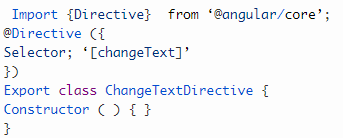 Import {Directive}  from ‘@angular/core’;
@Directive ({
Selector; ‘[changeText]’
})
Export class ChangeTextDirective {
Constructor ( ) { }
}